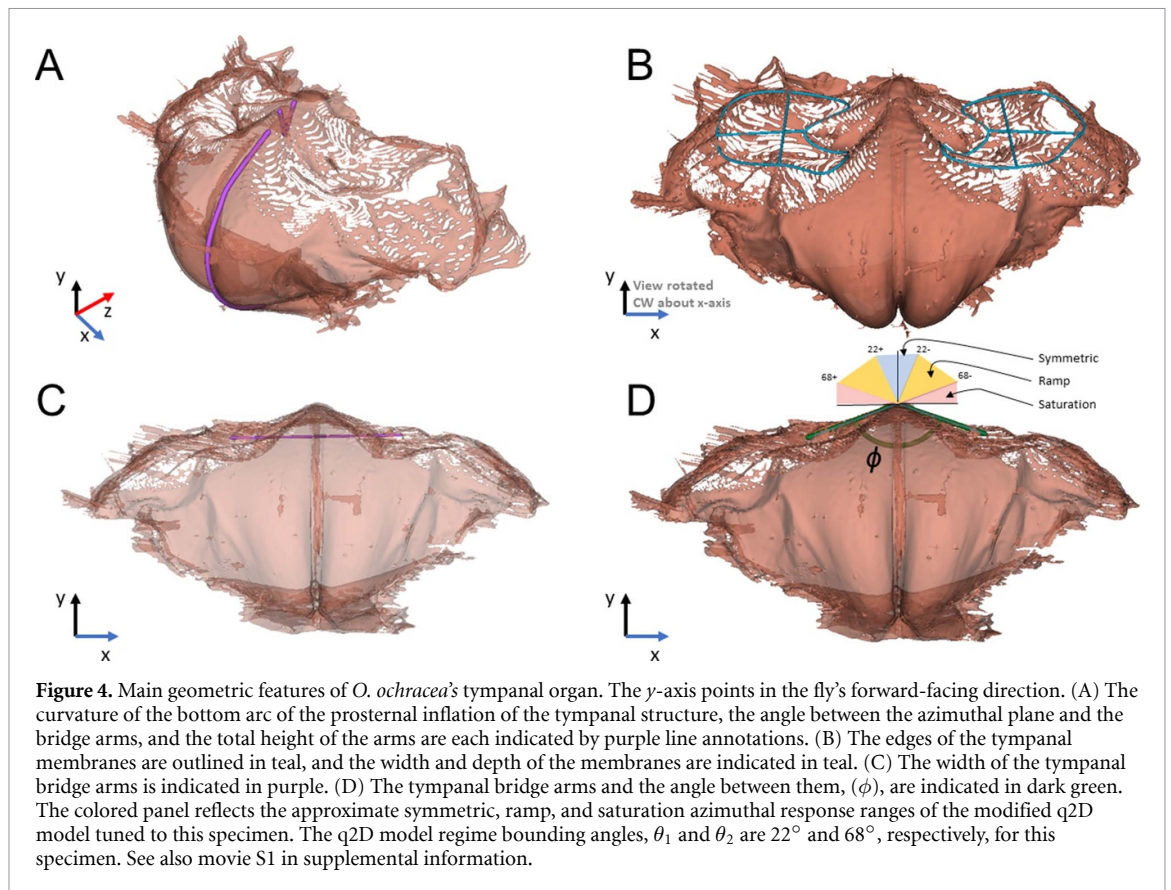 A
B
y
z
x
y
View rotated
CW about x-axis
x
C
D
22+
22-
68+
68-
Symmetric
Ramp
Saturation
ϕ
y
x
y
x
Figure 4. Main geometric features of O. ochracea's tympanal organ. The y-axis points in the fly's forward-facing direction. (A) The
curvature of the bottom arc of the prosternal inflation of the tympanal structure, the angle between the azimuthal plane and the
bridge arms, and the total height of the arms are each indicated by purple line annotations. (B) The edges of the tympanal
membranes are outlined in teal, and the width and depth of the membranes are indicated in teal. (C) The width of the tympanal
bridge arms is indicated in purple. (D) The tympanal bridge arms and the angle between them, (ϕ), are indicated in dark green.
The colored panel reflects the approximate symmetric, ramp, and saturation azimuthal response ranges of the modified q2D
model tuned to this specimen. The q2D model regime bounding angles, θ₁ and θ₂ are 22° and 68°, respectively, for this
specimen. See also movie S1 in supplemental information.